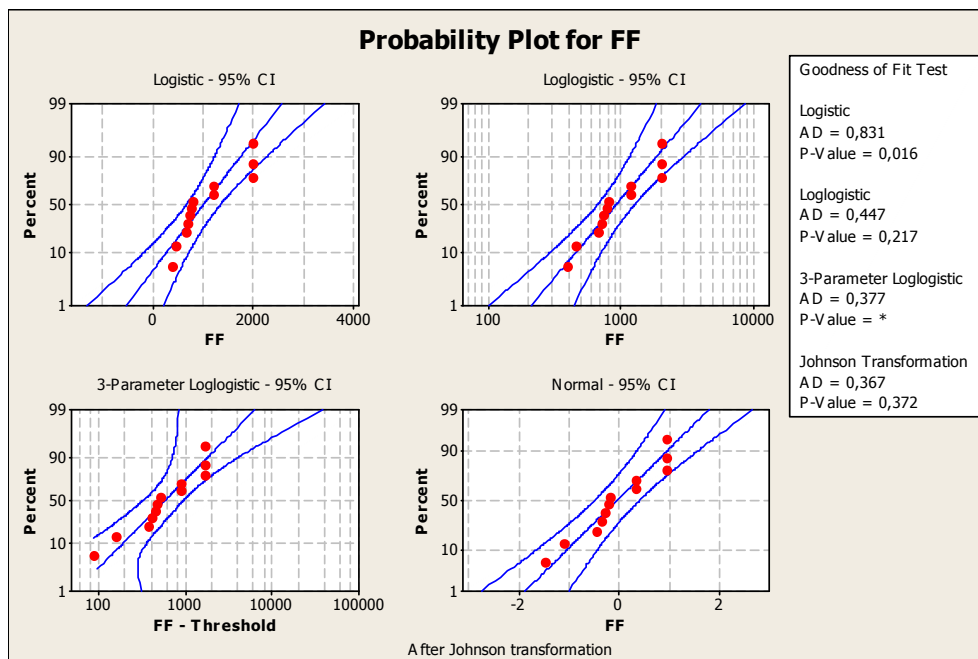 Probability Plot for FF
Logistic - 95% CI
Loglogistic - 95% CI
99
90
50
10
1
Percent
0
2000
4000
FF
99
90
50
10
1
Percent
100
1000
10000
FF
3-Parameter Loglogistic - 95% CI
Normal - 95% CI
99
90
50
10
1
Percent
100
1000
10000
100000
FF - Threshold
99
90
50
10
1
Percent
-2
0
2
FF
After Johnson transformation
Goodness of Fit Test
Logistic
AD = 0,831
P-Value = 0,016
Loglogistic
AD = 0,447
P-Value = 0,217
3-Parameter Loglogistic
AD = 0,377
P-Value = *
Johnson Transformation
AD = 0,367
P-Value = 0,372